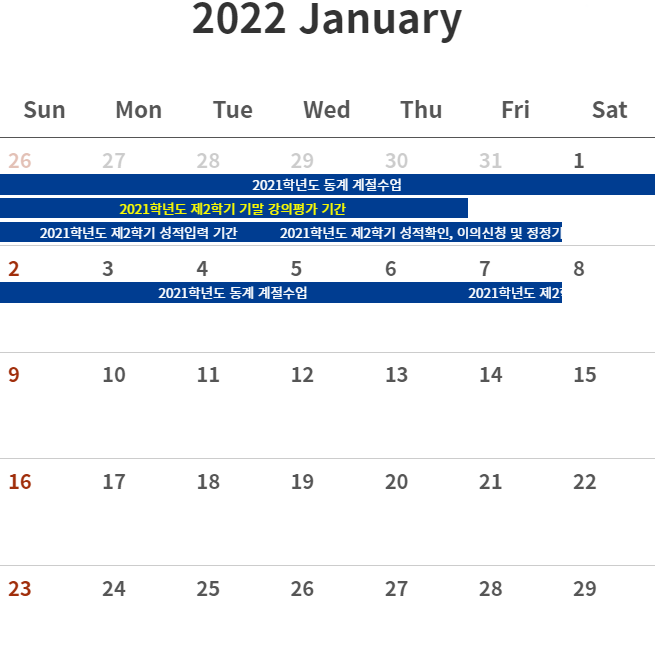 2022 January
Sun Mon Tue Wed Thu Fri Sat
26 27 28 29 30 31 1
2021학년도 동계 계절수업
2021학년도 제2학기 기말 강의평가 기간
2021학년도 제2학기 성적입력 기간 2021학년도 제2학기 성적확인, 이의신청 및 정정기
2 3 4 5 6 7 8
2021학년도 동계 계절수업 2021학년도
9 10 11 12 13 14 15
16 17 18 19 20 21 22
23 24 25 26 27 28 29